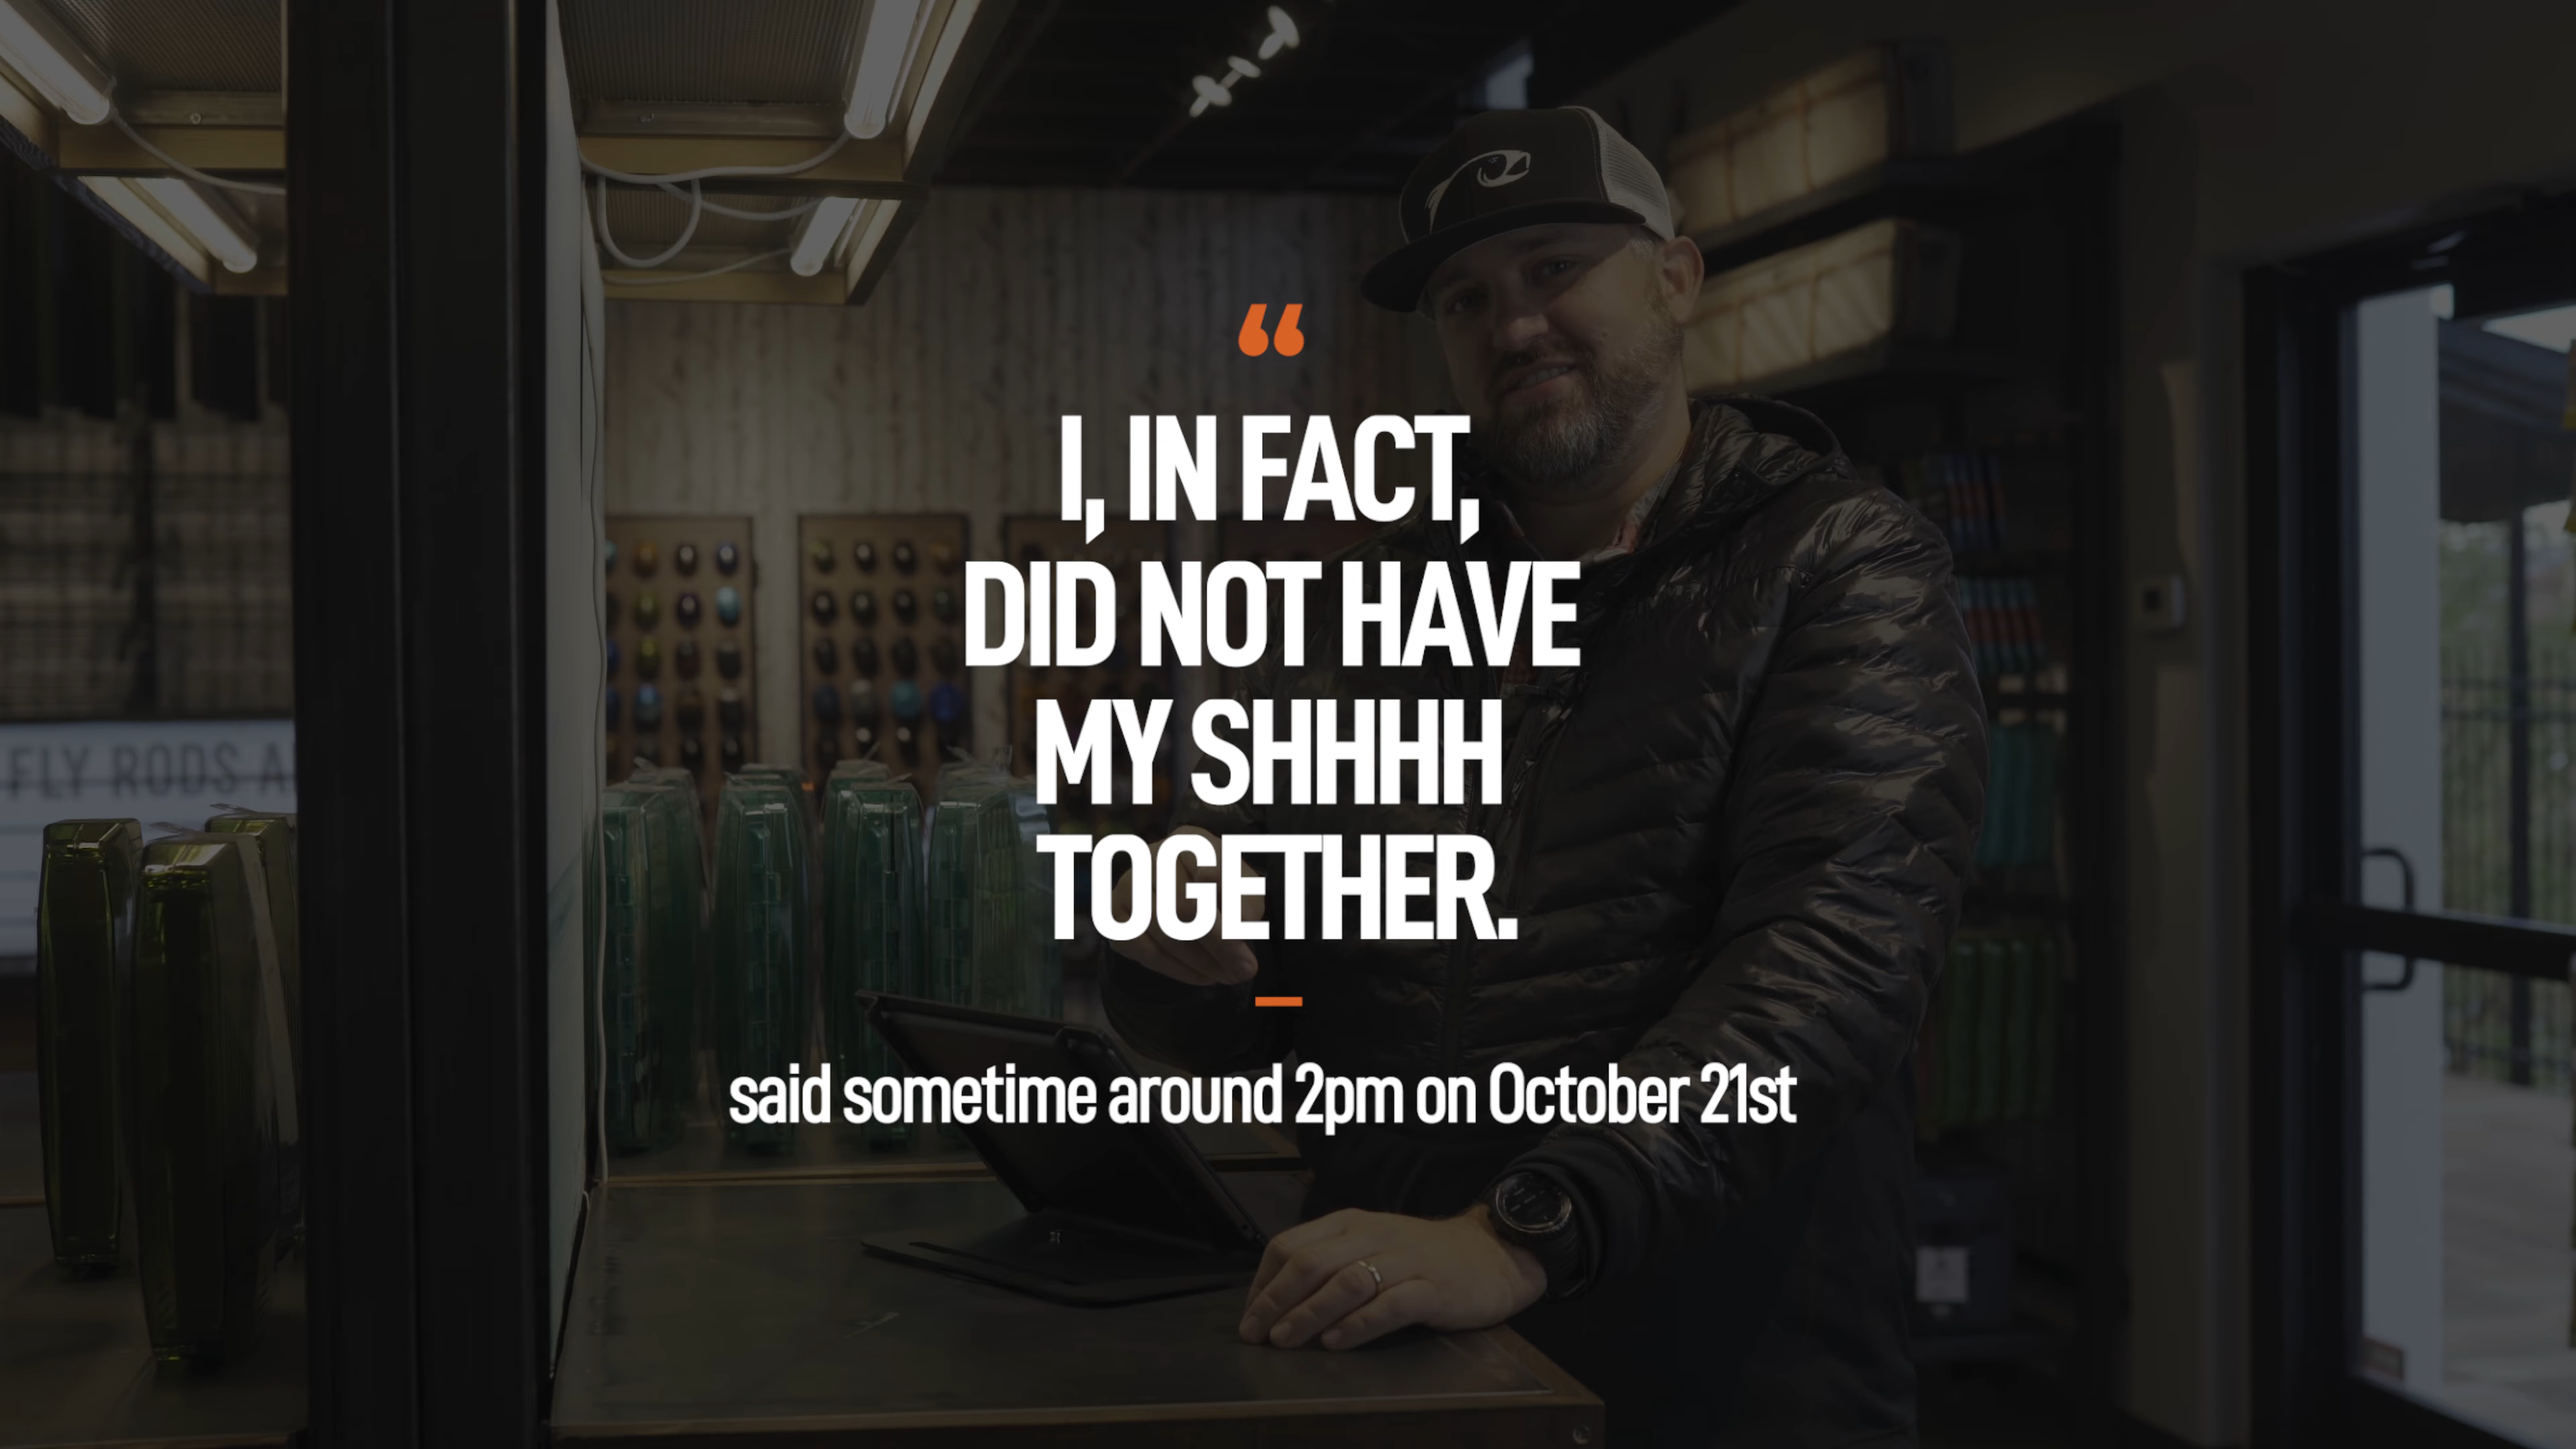 “
I, IN FACT,
DID NOT HAVE
MY SHHHH
TOGETHER.
said sometime around 2pm on October 21st
FLY RODS A